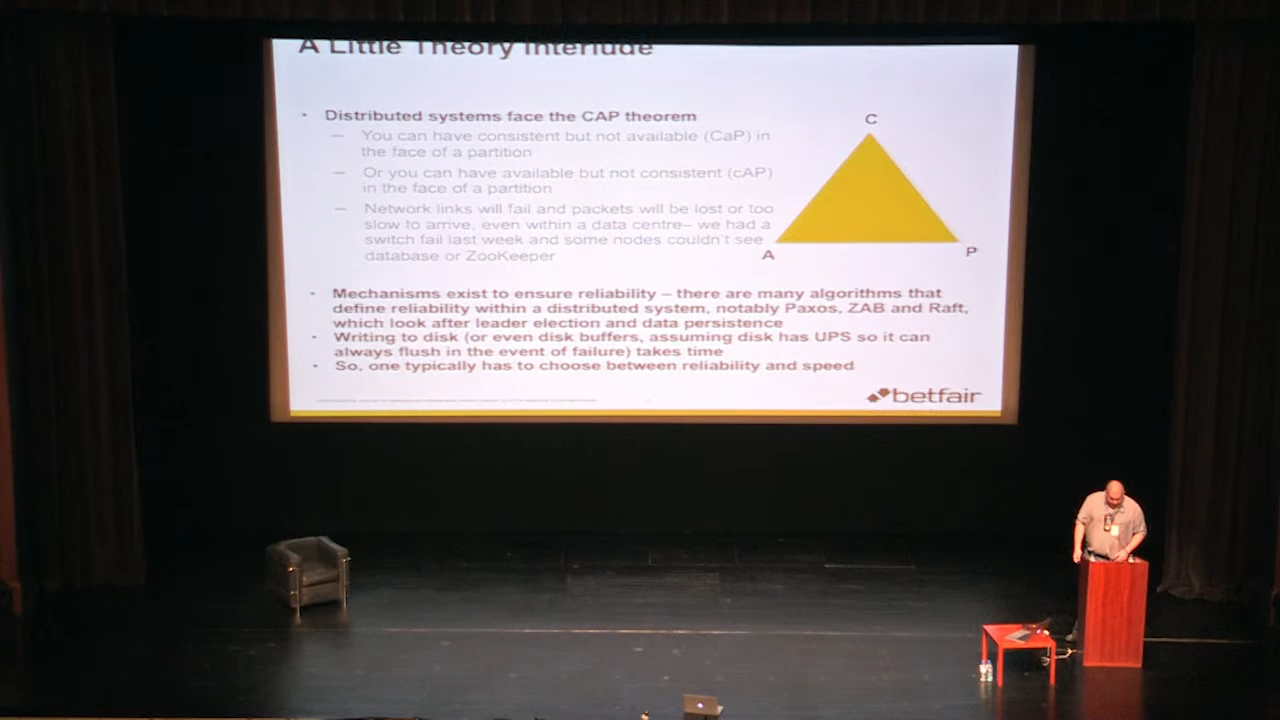 A Little Theory Interlude
• Distributed systems face the CAP theorem
C
– You can have consistent but not available (CaP) in
the face of a partition
– Or you can have available but not consistent (cAP)
in the face of a partition
– Network links will fail and packets will be lost or too
slow to arrive, even within a data centre– we had a
switch fail last week and some nodes couldn't see
database or ZooKeeper
A
P
• Mechanisms exist to ensure reliability – there are many algorithms that
define reliability within a distributed system, notably Paxos, ZAB and Raft,
which look after leader election and data persistence
• Writing to disk (or even disk buffers, assuming disk has UPS so it can
always flush in the event of failure) takes time
• So, one typically has to choose between reliability and speed
betfair